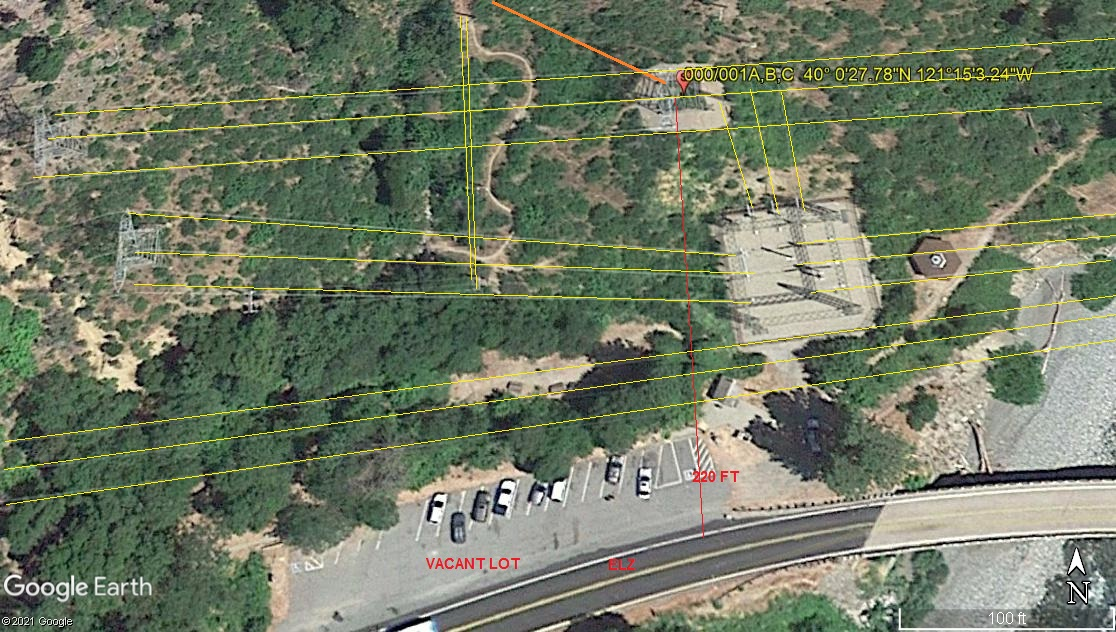 000/001A,B,C  40° 0'27.78"N 121°15'3.24"W
220 FT
VACANT LOT
ELZ
Google Earth
N
©2021 Google
100 ft